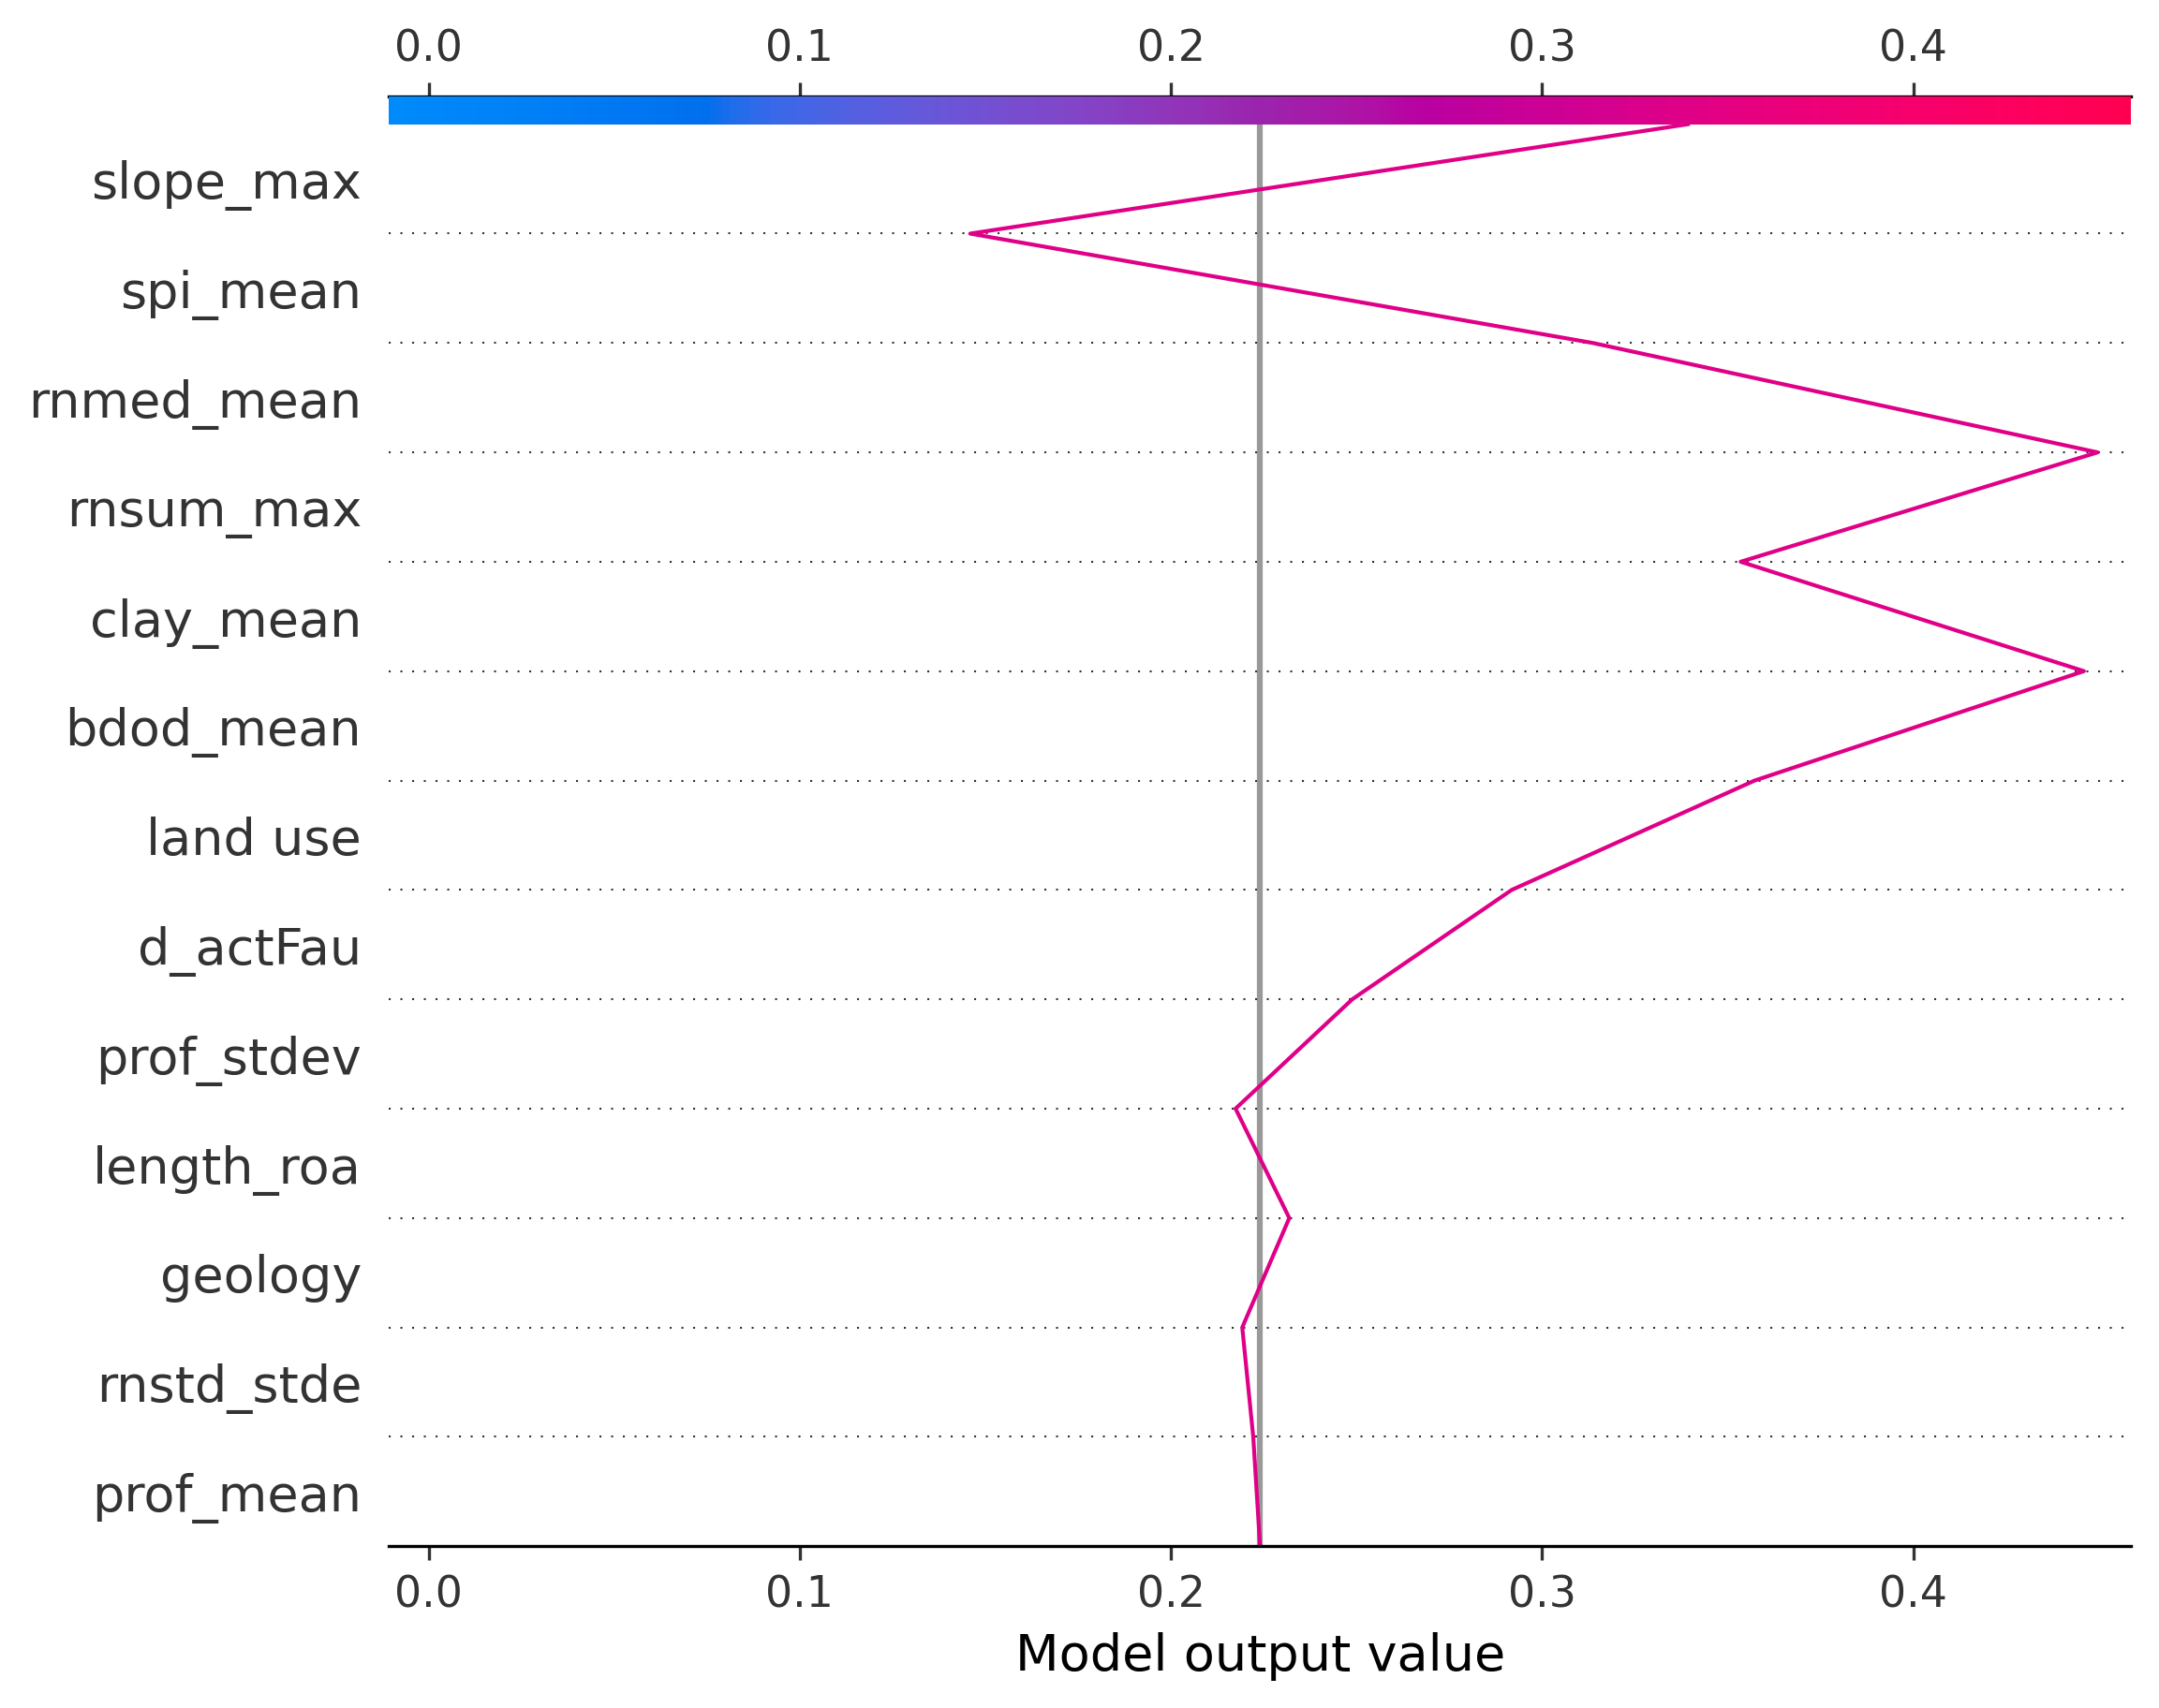 0.0 0.1 0.2 0.3 0.4
slope_max
spi_mean
rnmed_mean
rnsum_max
clay_mean
bdod_mean
land use
d_actFau
prof_stdev
length_roa
geology
rnstd_stde
prof_mean
0.0 0.1 0.2 0.3 0.4
Model output value